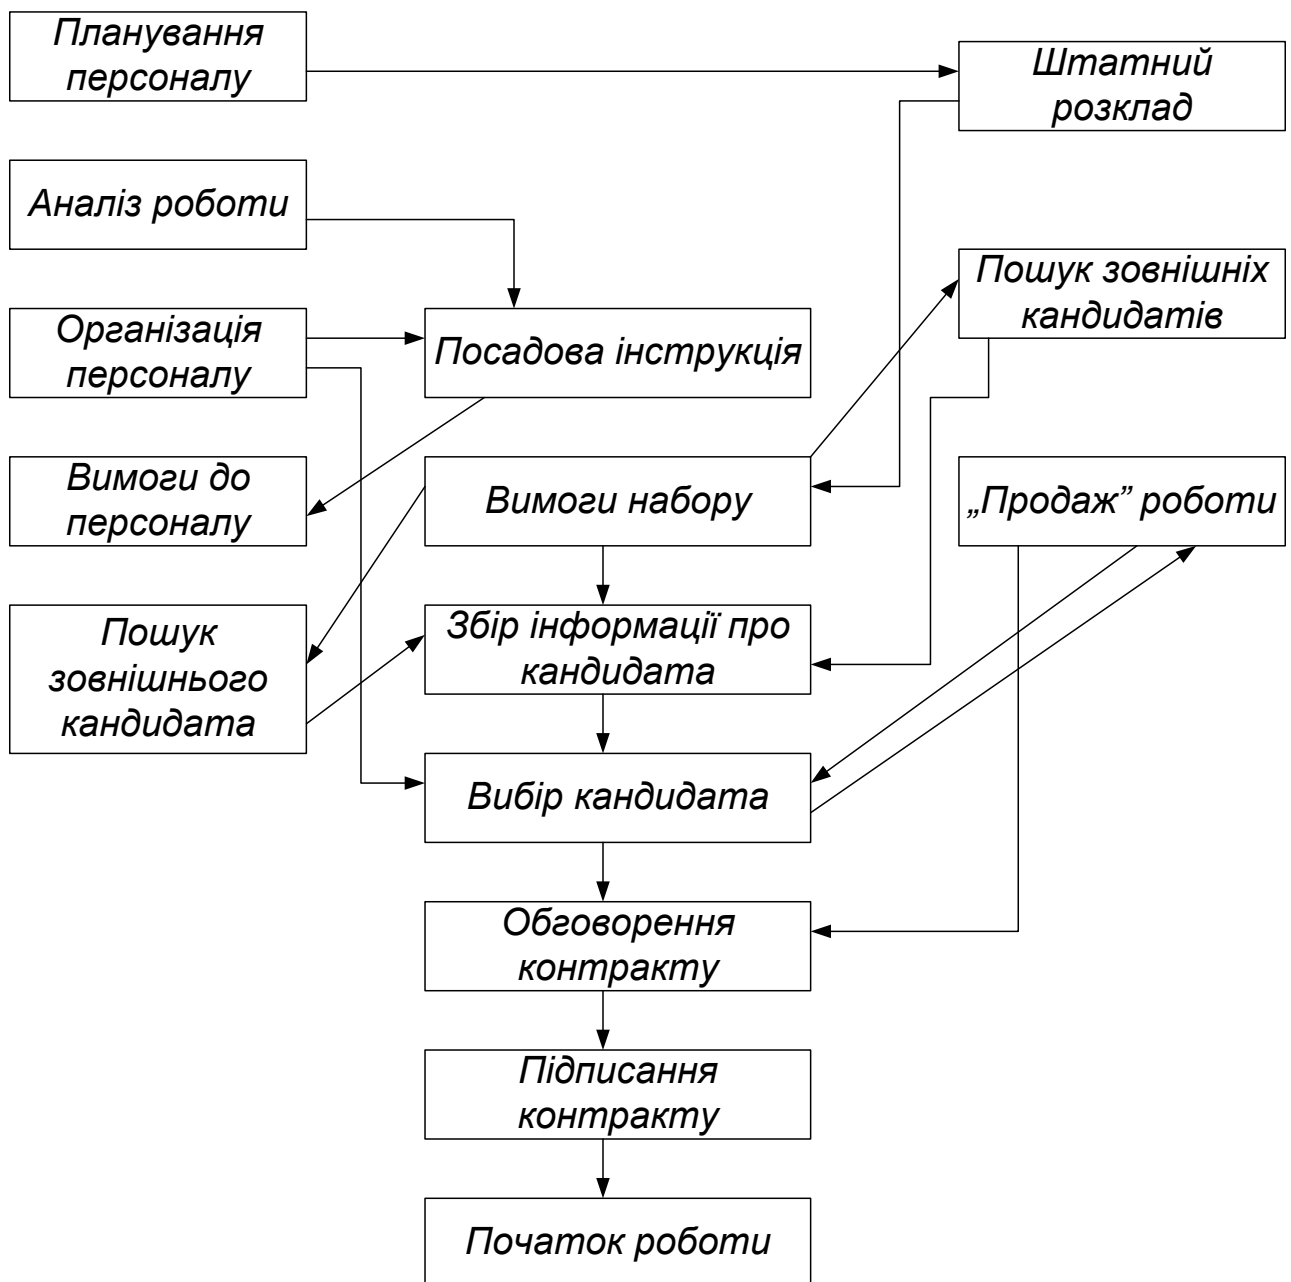 Планування
персоналу
Штатний
розклад
Аналіз роботи
Пошук зовнішніх
кандидатів
Організація
персоналу
Посадова інструкція
Вимоги до
персоналу
Вимоги набору
„Продаж” роботи
Пошук
зовнішнього
кандидата
Збір інформації про
кандидата
Вибір кандидата
Обговорення
контракту
Підписання
контракту
Початок роботи